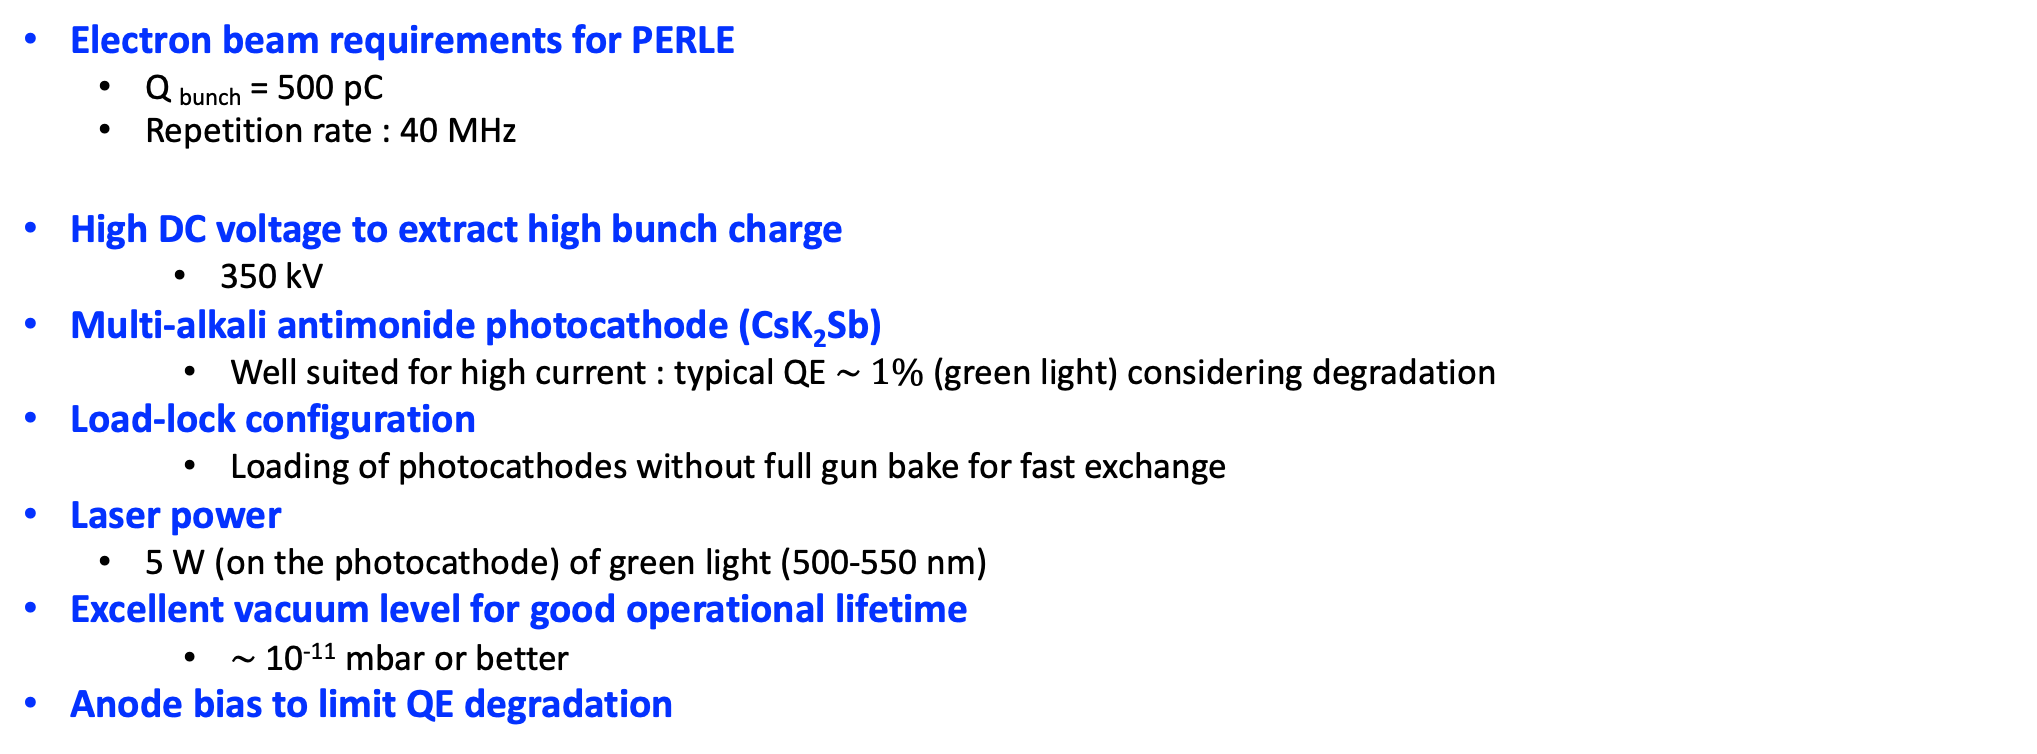 • Electron beam requirements for PERLE
• Q bunch = 500 pC
• Repetition rate : 40 MHz
• High DC voltage to extract high bunch charge
• 350 kV
• Multi-alkali antimonide photocathode (CsK₂Sb)
• Well suited for high current : typical QE ~ 1% (green light) considering degradation
• Load-lock configuration
• Loading of photocathodes without full gun bake for fast exchange
• Laser power
• 5 W (on the photocathode) of green light (500-550 nm)
• Excellent vacuum level for good operational lifetime
• ~ 10⁻¹¹ mbar or better
• Anode bias to limit QE degradation